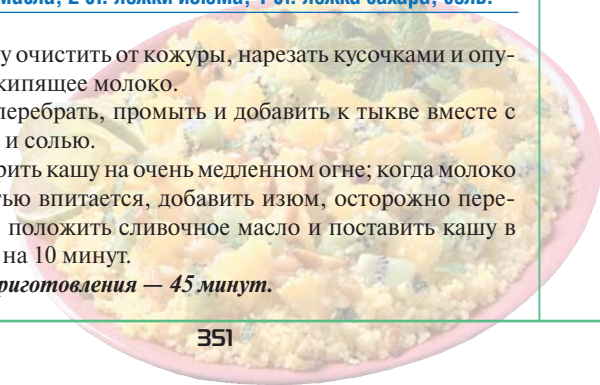 масла, 2 ст. ложки изюма, 1 ст. ложка сахара, соль.
у очистить от кожуры, нарезать кусочками и опу-
кипящее молоко.
перебрать, промыть и добавить к тыкве вместе с
и солью.
рить кашу на очень медленном огне; когда молоко
тью впитается, добавить изюм, осторожно пере-
положить сливочное масло и поставить кашу в
на 10 минут.
риготовления — 45 минут.
351